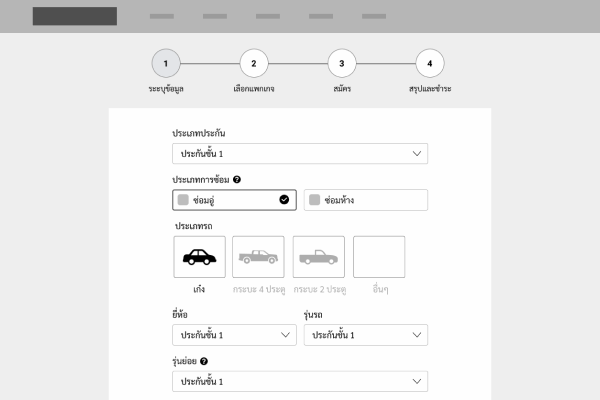 1 2 3 4
ระบุข้อมูล เลือกแพกเกจ สมัคร สรุปและชำระ
ประเภทประกัน
ประกันชั้น 1
ประเภทการซ่อม ?
ซ่อมอู่ ซ่อมห้าง
ประเภทรถ
เก๋ง กระบะ 4 ประตู กระบะ 2 ประตู อื่นๆ
ยี่ห้อ รุ่นรถ
ประกันชั้น 1 ประกันชั้น 1
รุ่นย่อย ?
ประกันชั้น 1